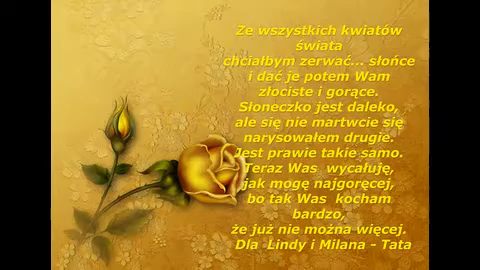 Ze wszystkich kwiatów
świata
chciałbym zerwać... słońce
i dać je potem Wam
złociste i gorące.
Słoneczko jest daleko,
ale się nie martwcie się
narysowałem drugie.
Jest prawie takie samo.
Teraz Was wycałuję,
jak mogę najgoręcej,
bo tak Was kocham
bardzo,
że już nie można więcej.
Dla Lindy i Milana - Tata